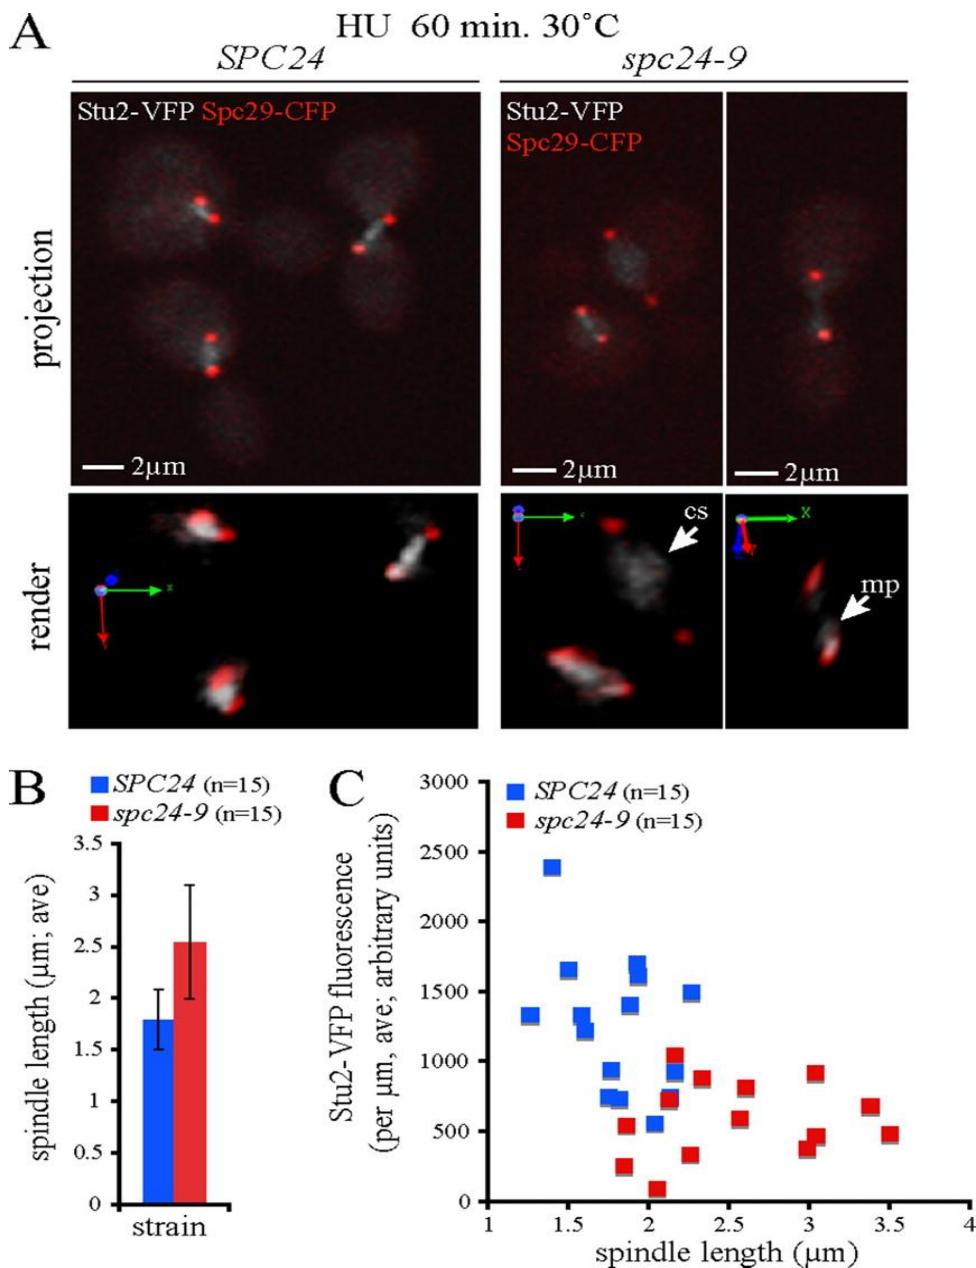 A
HU 60 min. 30˚C
SPC24
spc24-9
Stu2-VFP Spc29-CFP
Stu2-VFP
Spc29-CFP
projection
2µm
2µm
2µm
render
x
cs
X
mp
B
SPC24 (n=15)
spc24-9 (n=15)
spindle length (µm; ave)
3.5
3
2.5
2
1.5
1
0.5
0
strain
C
SPC24 (n=15)
spc24-9 (n=15)
Stu2-VFP fluorescence
(per µm, ave; arbitrary units)
3000
2500
2000
1500
1000
500
0
1 1.5 2 2.5 3 3.5 4
spindle length (µm)